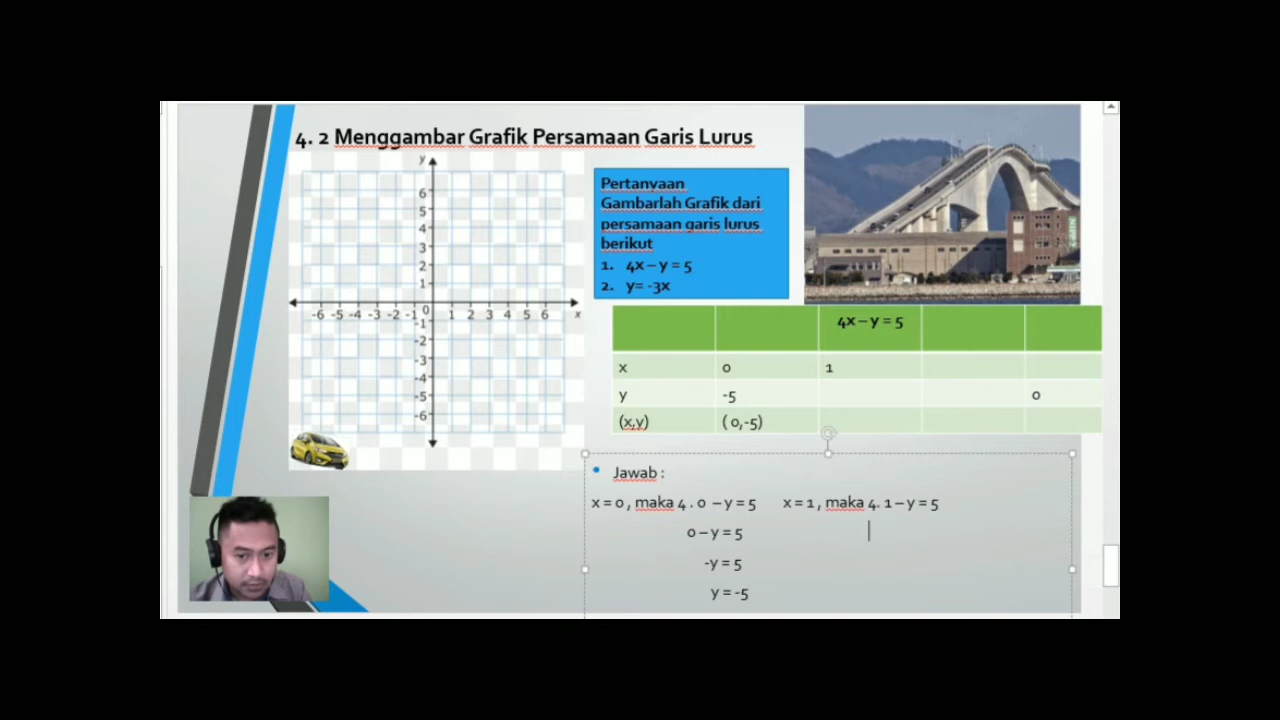 4. 2 Menggambar Grafik Persamaan Garis Lurus
y
6
5
4
3
2
1
-6 -5 -4 -3 -2 -1 0 1 2 3 4 5 6 x
-1
-2
-3
-4
-5
-6
Pertanyaan
Gambarlah Grafik dari
persamaan garis lurus
berikut
1. 4x – y = 5
2. y= -3x
4x – y = 5
x 0 1
y -5 0
(x,y) ( 0,-5)
• Jawab :
x = 0 , maka 4 . 0 – y = 5 x = 1 , maka 4. 1 – y = 5
0 – y = 5
-y = 5
y = -5